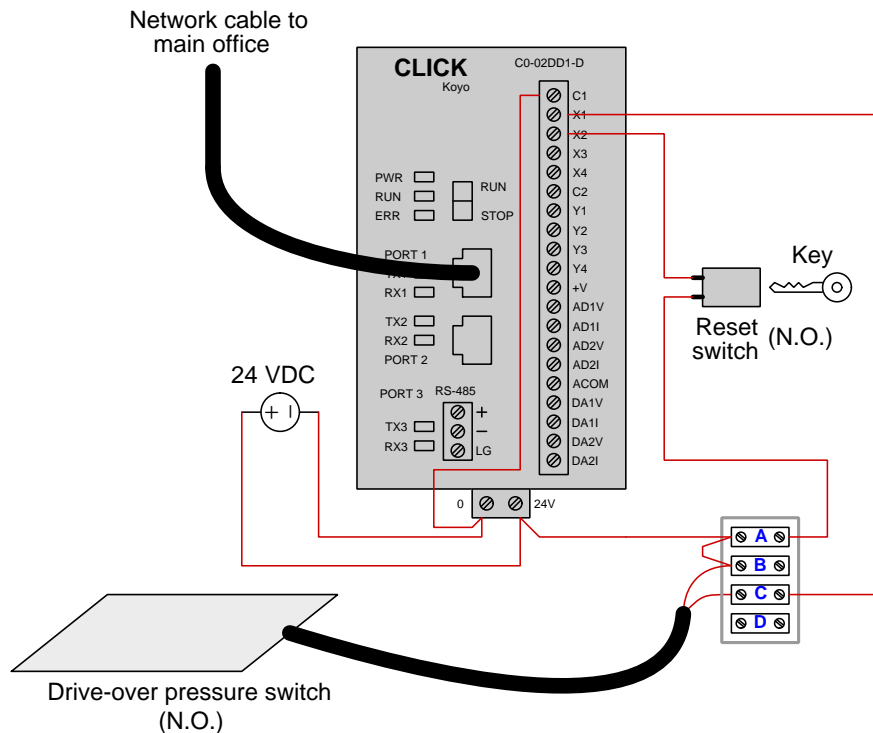 Network cable to
main office
CLICK
Koyo
C0-02DD1-D
C1
X1
X2
X3
X4
C2
Y1
Y2
Y3
Y4
+V
AD1V
AD1I
AD2V
AD2I
ACOM
DA1V
DA1I
DA2V
DA2I
PWR
RUN
ERR
RUN
STOP
PORT 1
TX1
RX1
TX2
RX2
PORT 2
PORT 3
RS-485
+
−
LG
TX3
RX3
0
24V
24 VDC
+ −
Key
Reset
switch
(N.O.)
A
B
C
D
Drive-over pressure switch
(N.O.)